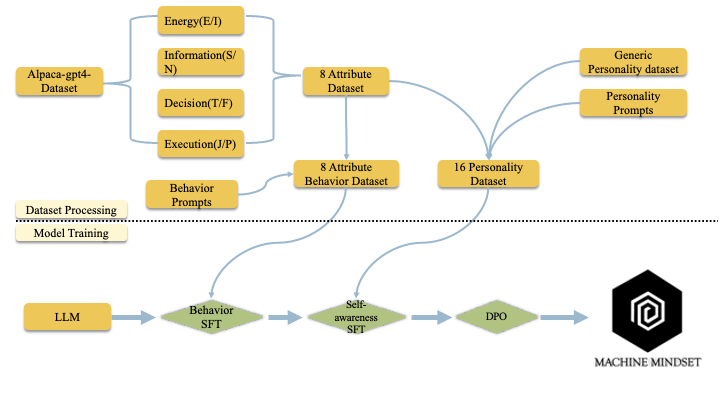 Energy(E/I)
Alpaca-gpt4-
Dataset
Information(S/
N)
Decision(T/F)
Execution(J/P)
8 Attribute
Dataset
Generic
Personality dataset
Personality
Prompts
8 Attribute
Behavior Dataset
16 Personality
Dataset
Behavior
Prompts
Dataset Processing
Model Training
LLM
Behavior
SFT
Self-
awareness
SFT
DPO
MACHINE MINDSET